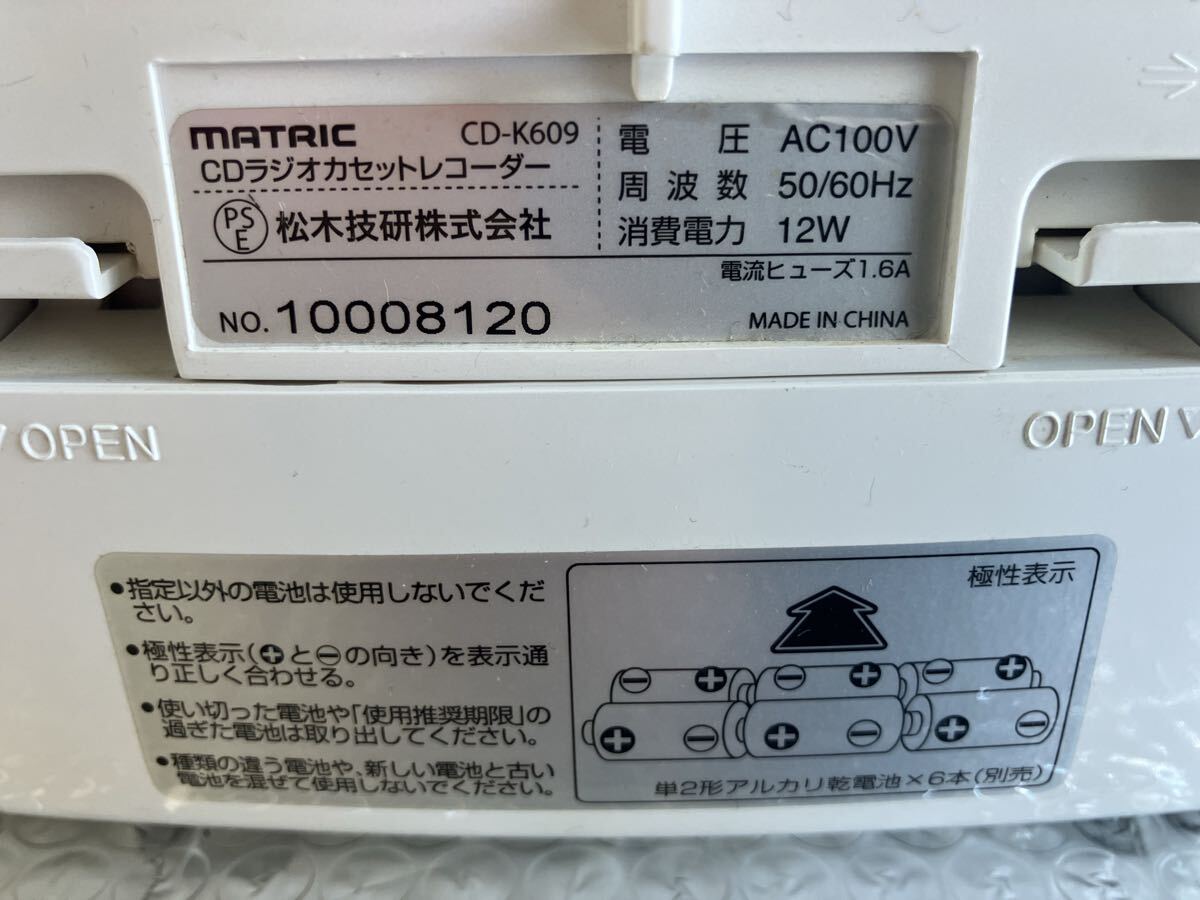 MATRIC CD-K609
CDラジオカセットレコーダー
PSE 松木技研株式会社
電圧 AC100V
周波数 50/60Hz
消費電力 12W
電流ヒューズ1.6A
NO. 10008120
MADE IN CHINA
▽ OPEN
OPEN ▽
•指定以外の電池は使用しないでくだ
さい。
•極性表示(⊕と⊖の向き)を表示通
り正しく合わせる。
•使い切った電池や「使用推奨期限」の
過ぎた電池は取り出してください。
•種類の違う電池や、新しい電池と古い
電池を混ぜて使用しないでください。
極性表示
⊖ ⊕ ⊖ ⊕ ⊖ ⊕
⊕ ⊖ ⊕ ⊖ ⊕ ⊖
単2形アルカリ乾電池×6本(別売)